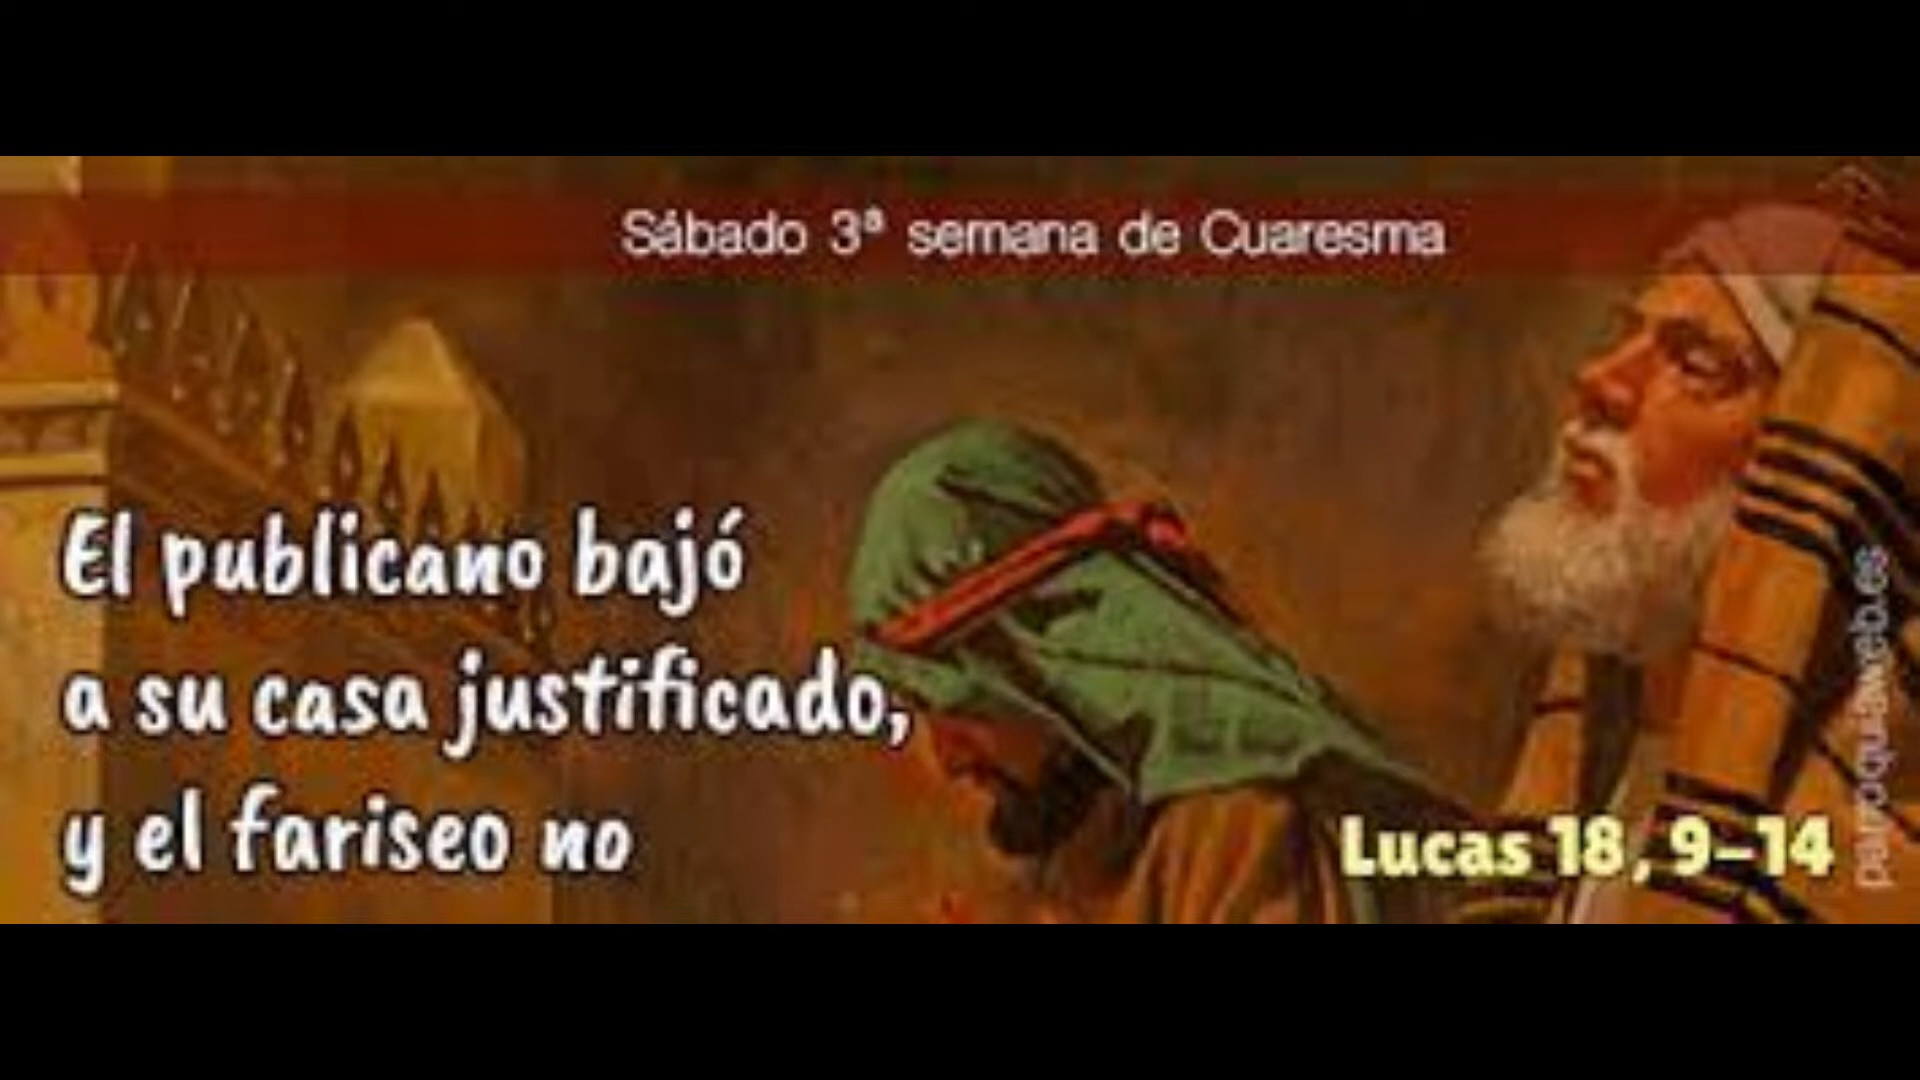 Sábado 3ª semana de Cuaresma
El publicano bajó
a su casa justificado,
y el fariseo no
Lucas 18, 9-14
parroquiaweb.es